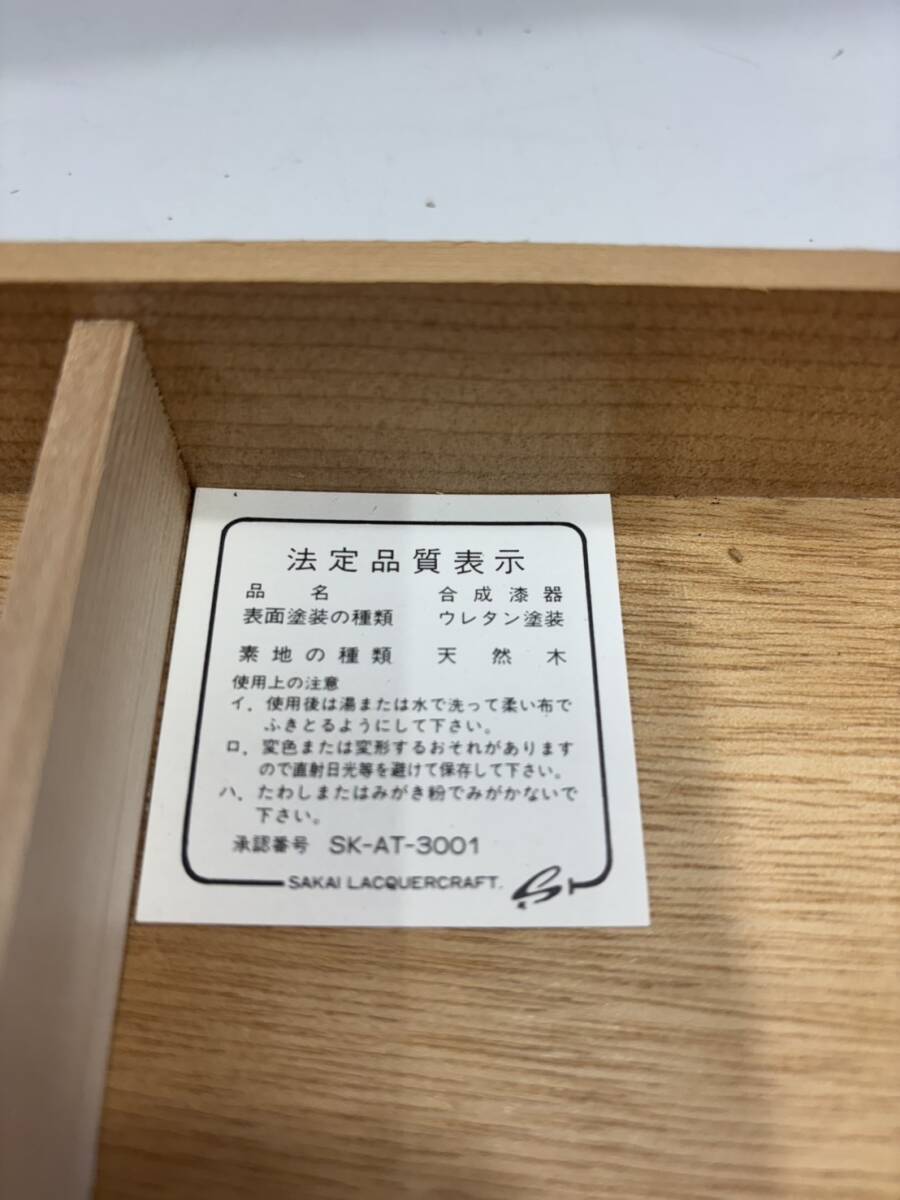 法定品質表示
品名 合成漆器
表面塗装の種類 ウレタン塗装
素地の種類 天然木
使用上の注意
イ、使用後は湯または水で洗って柔い布で
ふきとるようにして下さい。
ロ、変色または変形するおそれがあります
ので直射日光等を避けて保存して下さい。
ハ、たわしまたはみがき粉でみがかないで
下さい。
承認番号 SK-AT-3001
SAKAI LACQUERCRAFT.